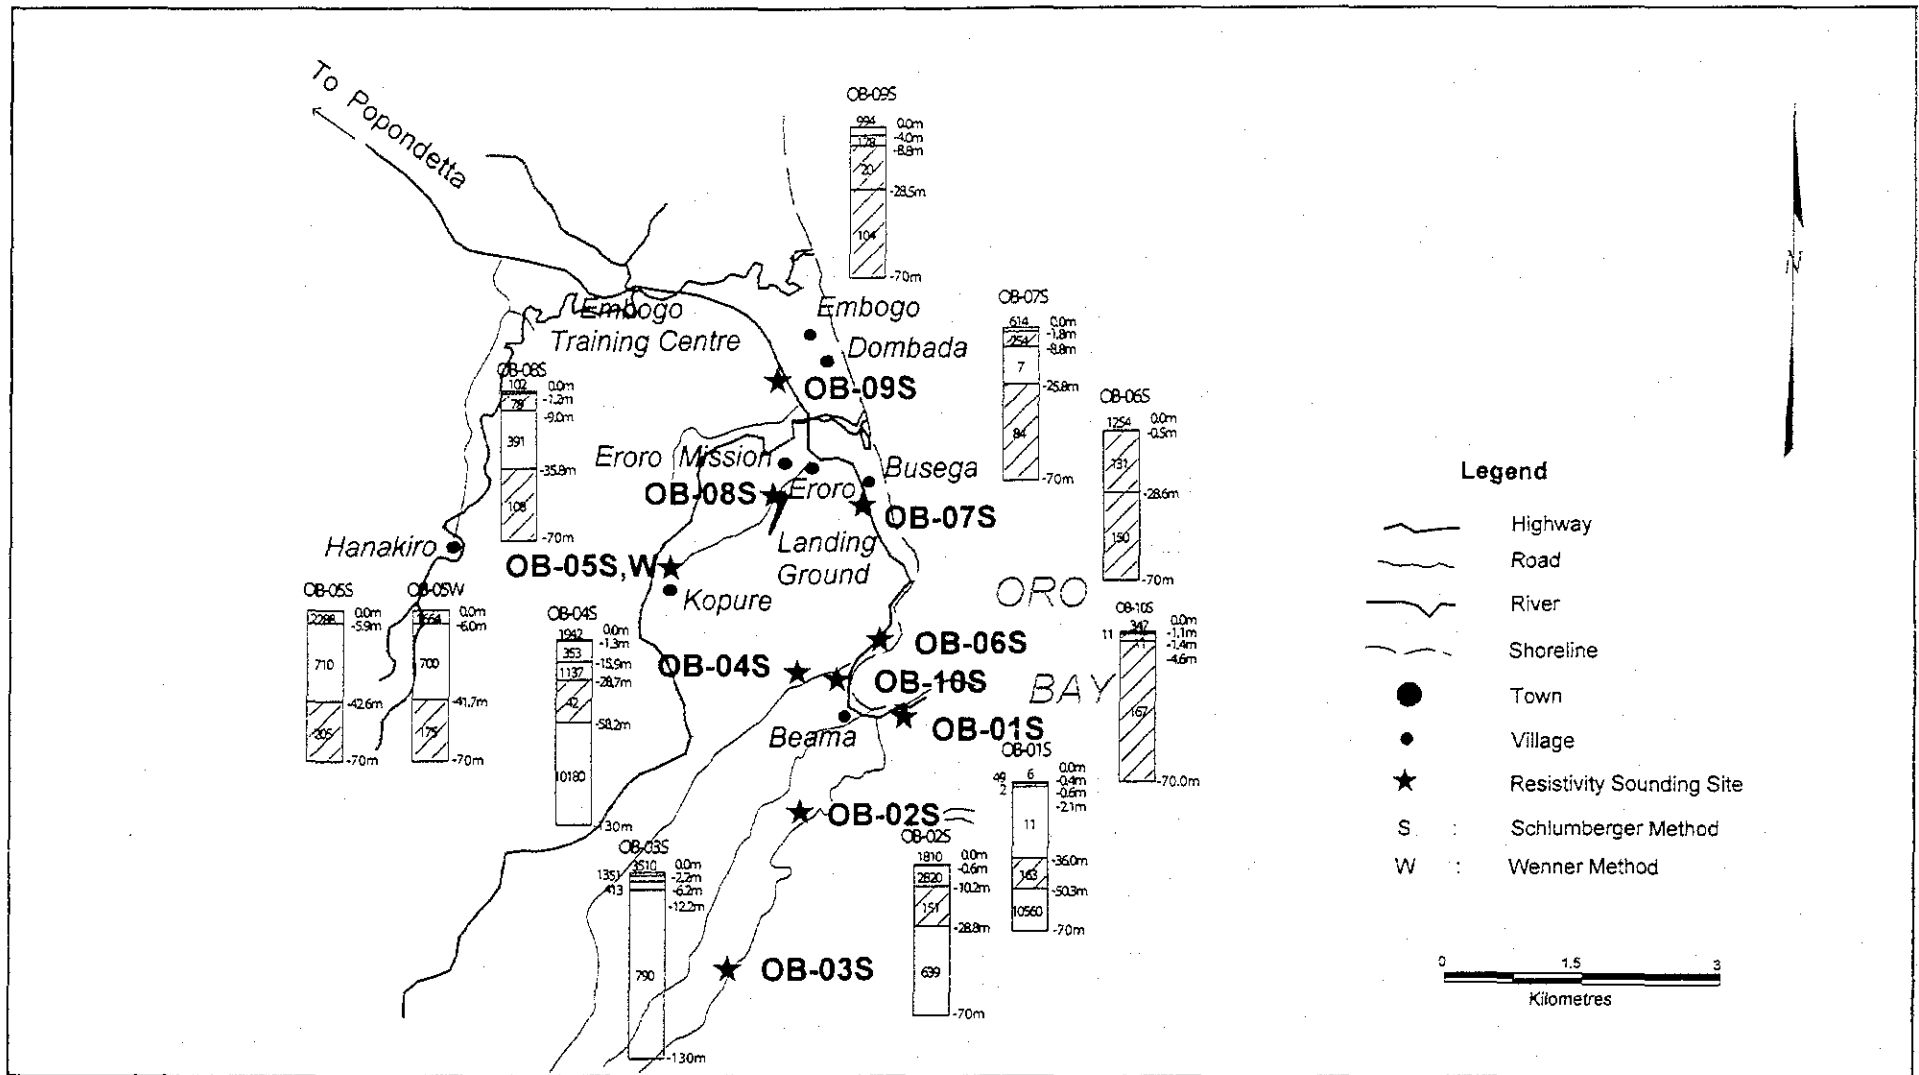 To Popondetta
OB-09S
994 0.0m
-4.0m
178 -8.8m
20
-28.5m
104
-70m
N
Embogo
Training Centre
Embogo
Dombada
OB-09S
OB-07S
614 0.0m
-1.8m
254 -8.8m
7
-25.8m
84
-70m
OB-08S
102 0.0m
-1.2m
78
-9.0m
391
-35.8m
108
-70m
OB-06S
1254 0.0m
-0.5m
131
-28.6m
150
-70m
Eroro Mission
Busega
OB-08S
Eroro
OB-07S
Landing
Ground
Hanakiro
OB-05S,W
Kopure
ORO
BAY
OB-05S
2288 0.0m
-5.9m
710
-42.6m
205
-70m
OB-05W
0.0m
-6.0m
700
-41.7m
175
-70m
OB-04S
1942 0.0m
-1.3m
353
-15.9m
1137
-28.7m
42
-58.2m
10180
-130m
OB-10S
342 0.0m
11 -1.1m
11 -1.4m
-4.6m
167
-70.0m
OB-06S
OB-04S
OB-10S
OB-01S
Beama
OB-01S
49 6 0.0m
-0.4m
2 -0.6m
-2.1m
11
-36.0m
163
-50.3m
10560
-70m
OB-02S
OB-02S
1810 0.0m
-0.6m
2820
-10.2m
151
-28.8m
639
-70m
OB-03S
3510 0.0m
1351 -2.2m
413 -6.2m
-12.2m
790
-130m
OB-03S
Legend
Highway
Road
River
Shoreline
Town
Village
Resistivity Sounding Site
S : Schlumberger Method
W : Wenner Method
0 1.5 3
Kilometres